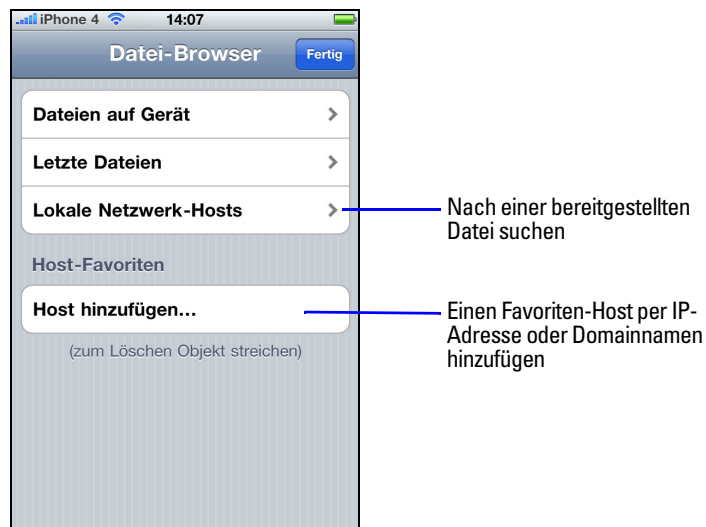 iPhone 4 14:07
Datei-Browser Fertig
Dateien auf Gerät
Letzte Dateien
Lokale Netzwerk-Hosts
Nach einer bereitgestellten
Datei suchen
Host-Favoriten
Host hinzufügen...
Einen Favoriten-Host per IP-
Adresse oder Domainnamen
hinzufügen
(zum Löschen Objekt streichen)